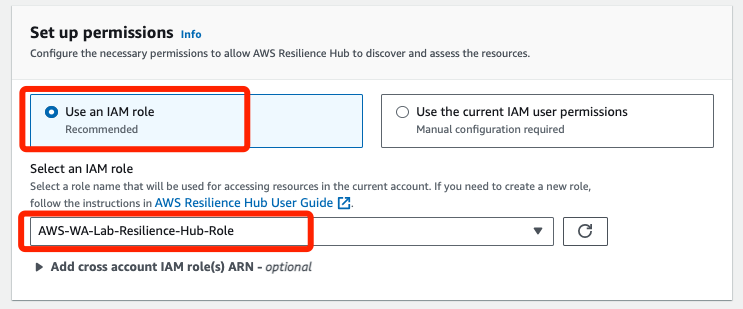 Set up permissions Info
Configure the necessary permissions to allow AWS Resilience Hub to discover and assess the resources.
Use an IAM role
Recommended
Use the current IAM user permissions
Manual configuration required
Select an IAM role
Select a role name that will be used for accessing resources in the current account. If you need to create a new role,
follow the instructions in AWS Resilience Hub User Guide .
AWS-WA-Lab-Resilience-Hub-Role
Add cross account IAM role(s) ARN - optional